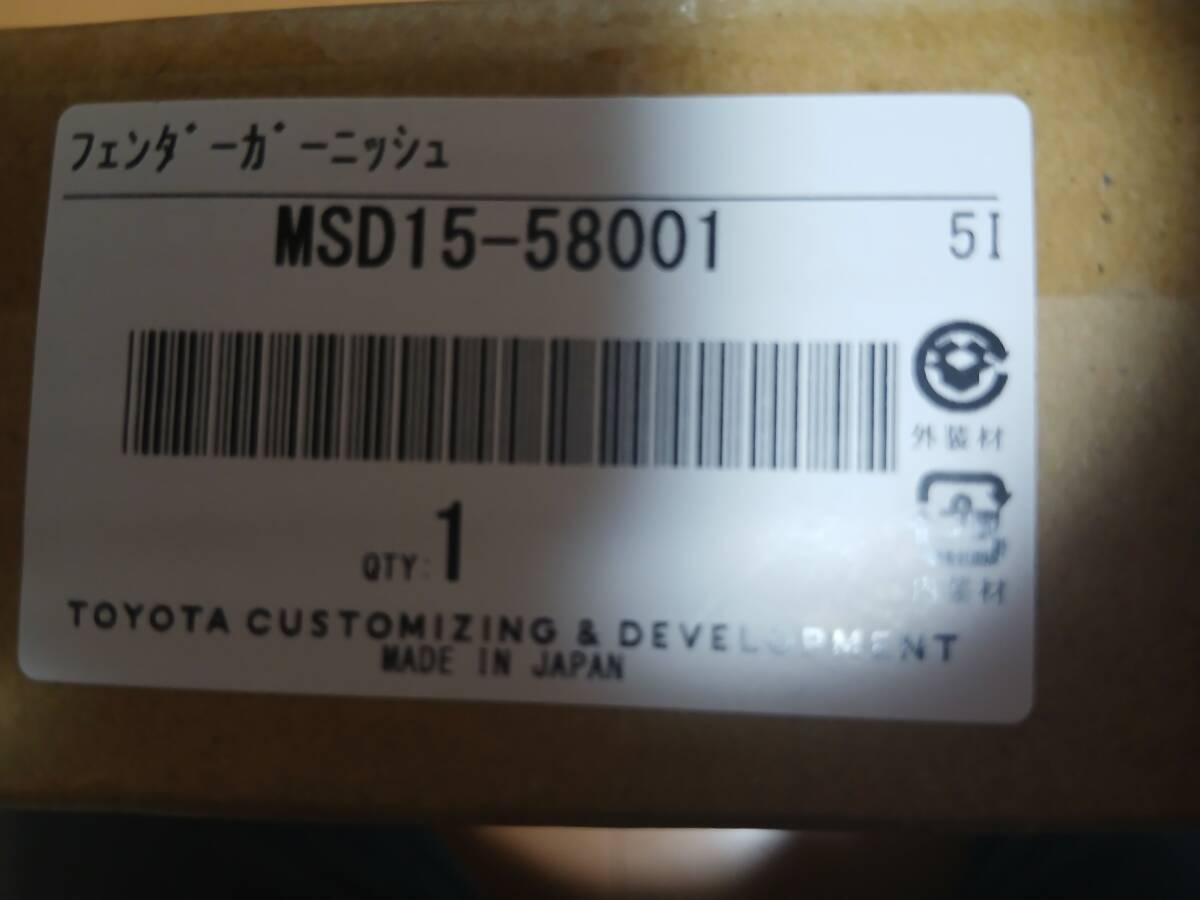 ﾌｪﾝﾀﾞｰｶﾞｰﾆｯｼｭ
MSD15-58001
5I
外装材
内装材
QTY:1
TOYOTA CUSTOMIZING & DEVELOPMENT
MADE IN JAPAN